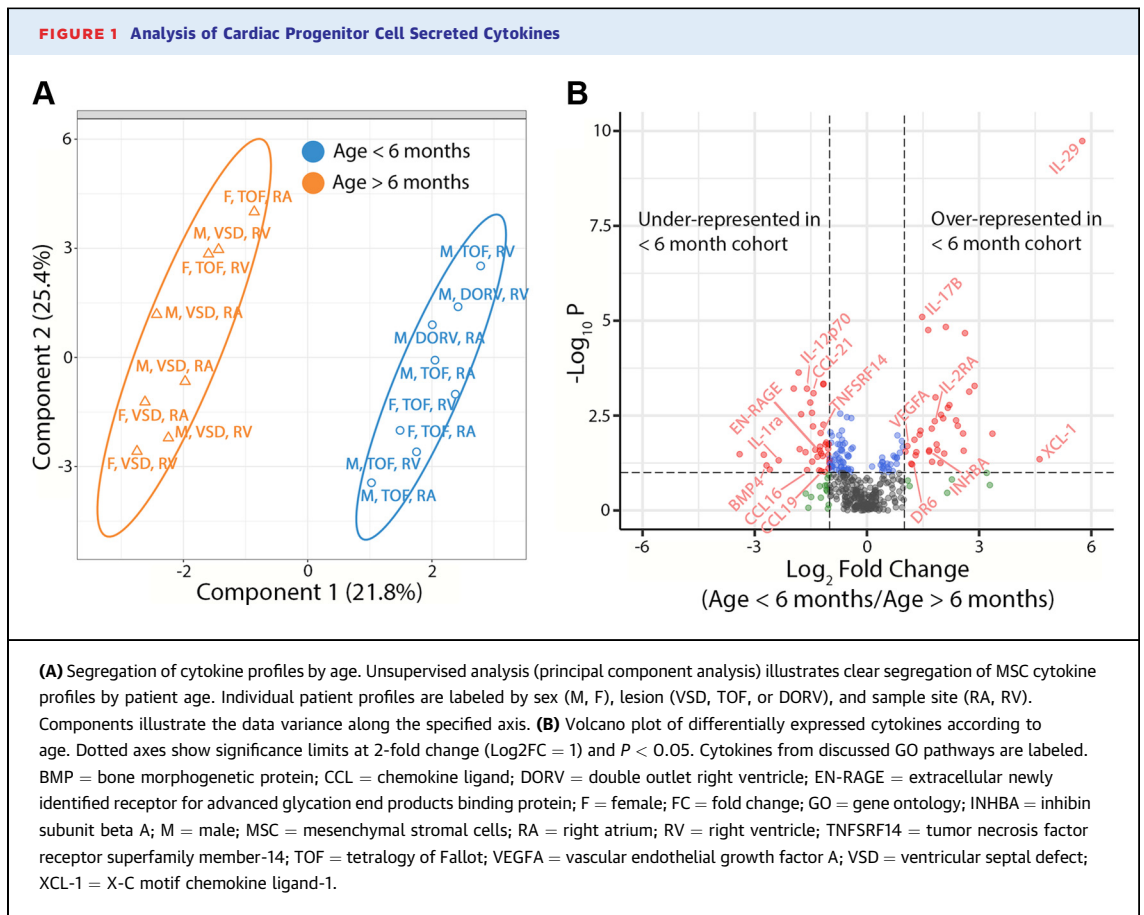 FIGURE 1 Analysis of Cardiac Progenitor Cell Secreted Cytokines
A
6
3
0
-3
-2
0
2
Component 2 (25.4%)
Component 1 (21.8%)
Age < 6 months
Age > 6 months
F, TOF, RA
M, VSD, RV
F, TOF, RV
M, VSD, RA
M, VSD, RA
F, VSD, RA
M, VSD, RV
F, VSD, RV
M, TOF, RV
M, DORV, RV
M, DORV, RA
M, TOF, RA
F, TOF, RV
F, TOF, RA
M, TOF, RV
M, TOF, RA
B
10
7.5
5
2.5
0
-6
-3
0
3
6
-Log10 P
Under-represented in
< 6 month cohort
Over-represented in
< 6 month cohort
IL-29
IL-17B
IL-12p70
CCL-21
TNFSRF14
EN-RAGE
IL-1ra
BMP4
CCL16
CCL19
VEGFA
IL-2RA
XCL-1
INHBA
DR6
Log2 Fold Change
(Age < 6 months/Age > 6 months)
(A) Segregation of cytokine profiles by age. Unsupervised analysis (principal component analysis) illustrates clear segregation of MSC cytokine
profiles by patient age. Individual patient profiles are labeled by sex (M, F), lesion (VSD, TOF, or DORV), and sample site (RA, RV).
Components illustrate the data variance along the specified axis. (B) Volcano plot of differentially expressed cytokines according to
age. Dotted axes show significance limits at 2-fold change (Log2FC = 1) and P < 0.05. Cytokines from discussed GO pathways are labeled.
BMP = bone morphogenetic protein; CCL = chemokine ligand; DORV = double outlet right ventricle; EN-RAGE = extracellular newly
identified receptor for advanced glycation end products binding protein; F = female; FC = fold change; GO = gene ontology; INHBA = inhibin
subunit beta A; M = male; MSC = mesenchymal stromal cells; RA = right atrium; RV = right ventricle; TNFSRF14 = tumor necrosis factor
receptor superfamily member-14; TOF = tetralogy of Fallot; VEGFA = vascular endothelial growth factor A; VSD = ventricular septal defect;
XCL-1 = X-C motif chemokine ligand-1.